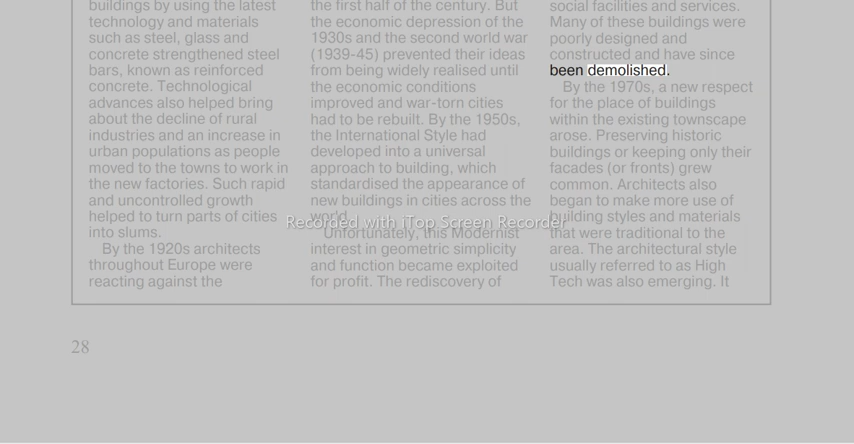 buildings by using the latest
technology and materials
such as steel, glass and
concrete strengthened steel
bars, known as reinforced
concrete. Technological
advances also helped bring
about the decline of rural
industries and an increase in
urban populations as people
moved to the towns to work in
the new factories. Such rapid
and uncontrolled growth
helped to turn parts of cities
into slums.
By the 1920s architects
throughout Europe were
reacting against the
the first half of the century. But
the economic depression of the
1930s and the second world war
(1939-45) prevented their ideas
from being widely realised until
the economic conditions
improved and war-torn cities
had to be rebuilt. By the 1950s,
the International Style had
developed into a universal
approach to building, which
standardised the appearance of
new buildings in cities across the
world.
Unfortunately, this Modernist
interest in geometric simplicity
and function became exploited
for profit. The rediscovery of
social facilities and services.
Many of these buildings were
poorly designed and
constructed and have since
been demolished.
By the 1970s, a new respect
for the place of buildings
within the existing townscape
arose. Preserving historic
buildings or keeping only their
facades (or fronts) grew
common. Architects also
began to make more use of
building styles and materials
that were traditional to the
area. The architectural style
usually referred to as High
Tech was also emerging. It
Recorded with iTop Screen Recorder
28